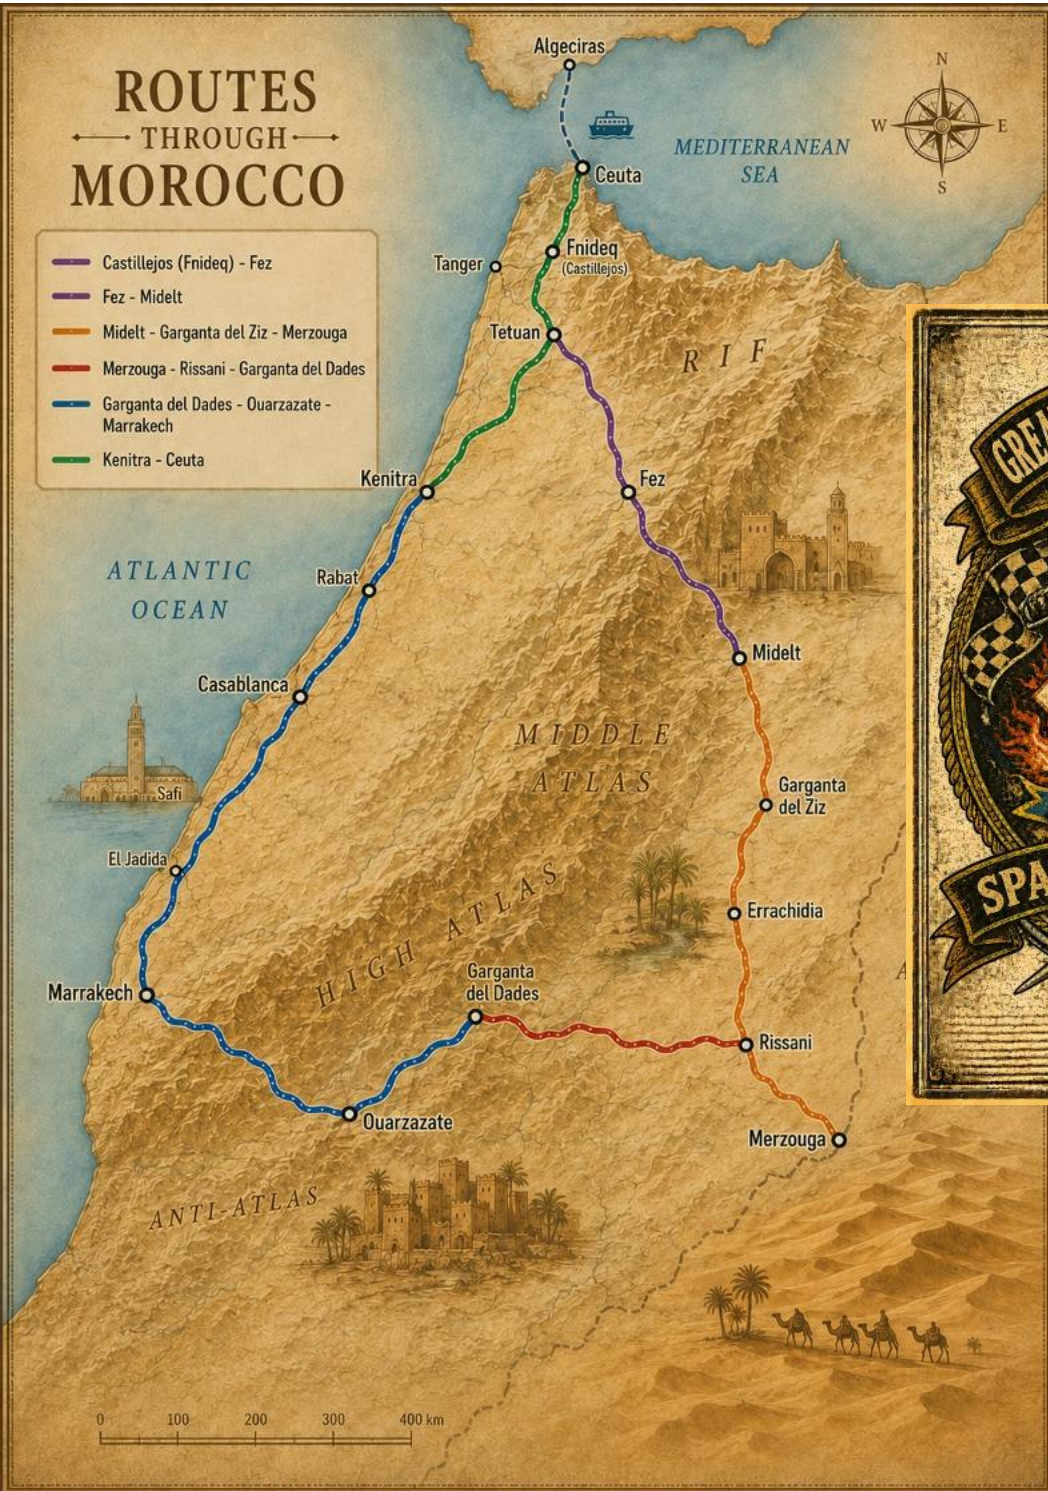 ROUTES
THROUGH
MOROCCO
Castillejos (Fnideq) - Fez
Fez - Midelt
Midelt - Garganta del Ziz - Merzouga
Merzouga - Rissani - Garganta del Dades
Garganta del Dades - Ouarzazate -
Marrakech
Kenitra - Ceuta
Algeciras
N
W
E
S
MEDITERRANEAN
SEA
Ceuta
Fnideq
(Castillejos)
Tanger
Tetuan
RIF
Kenitra
Fez
ATLANTIC
OCEAN
Rabat
Midelt
Casablanca
MIDDLE
ATLAS
Safi
Garganta
del Ziz
El Jadida
HIGH ATLAS
Errachidia
Garganta
del Dades
Marrakech
Rissani
Ouarzazate
Merzouga
ANTI-ATLAS
0 100 200 300 400 km
GREA
SPA
A